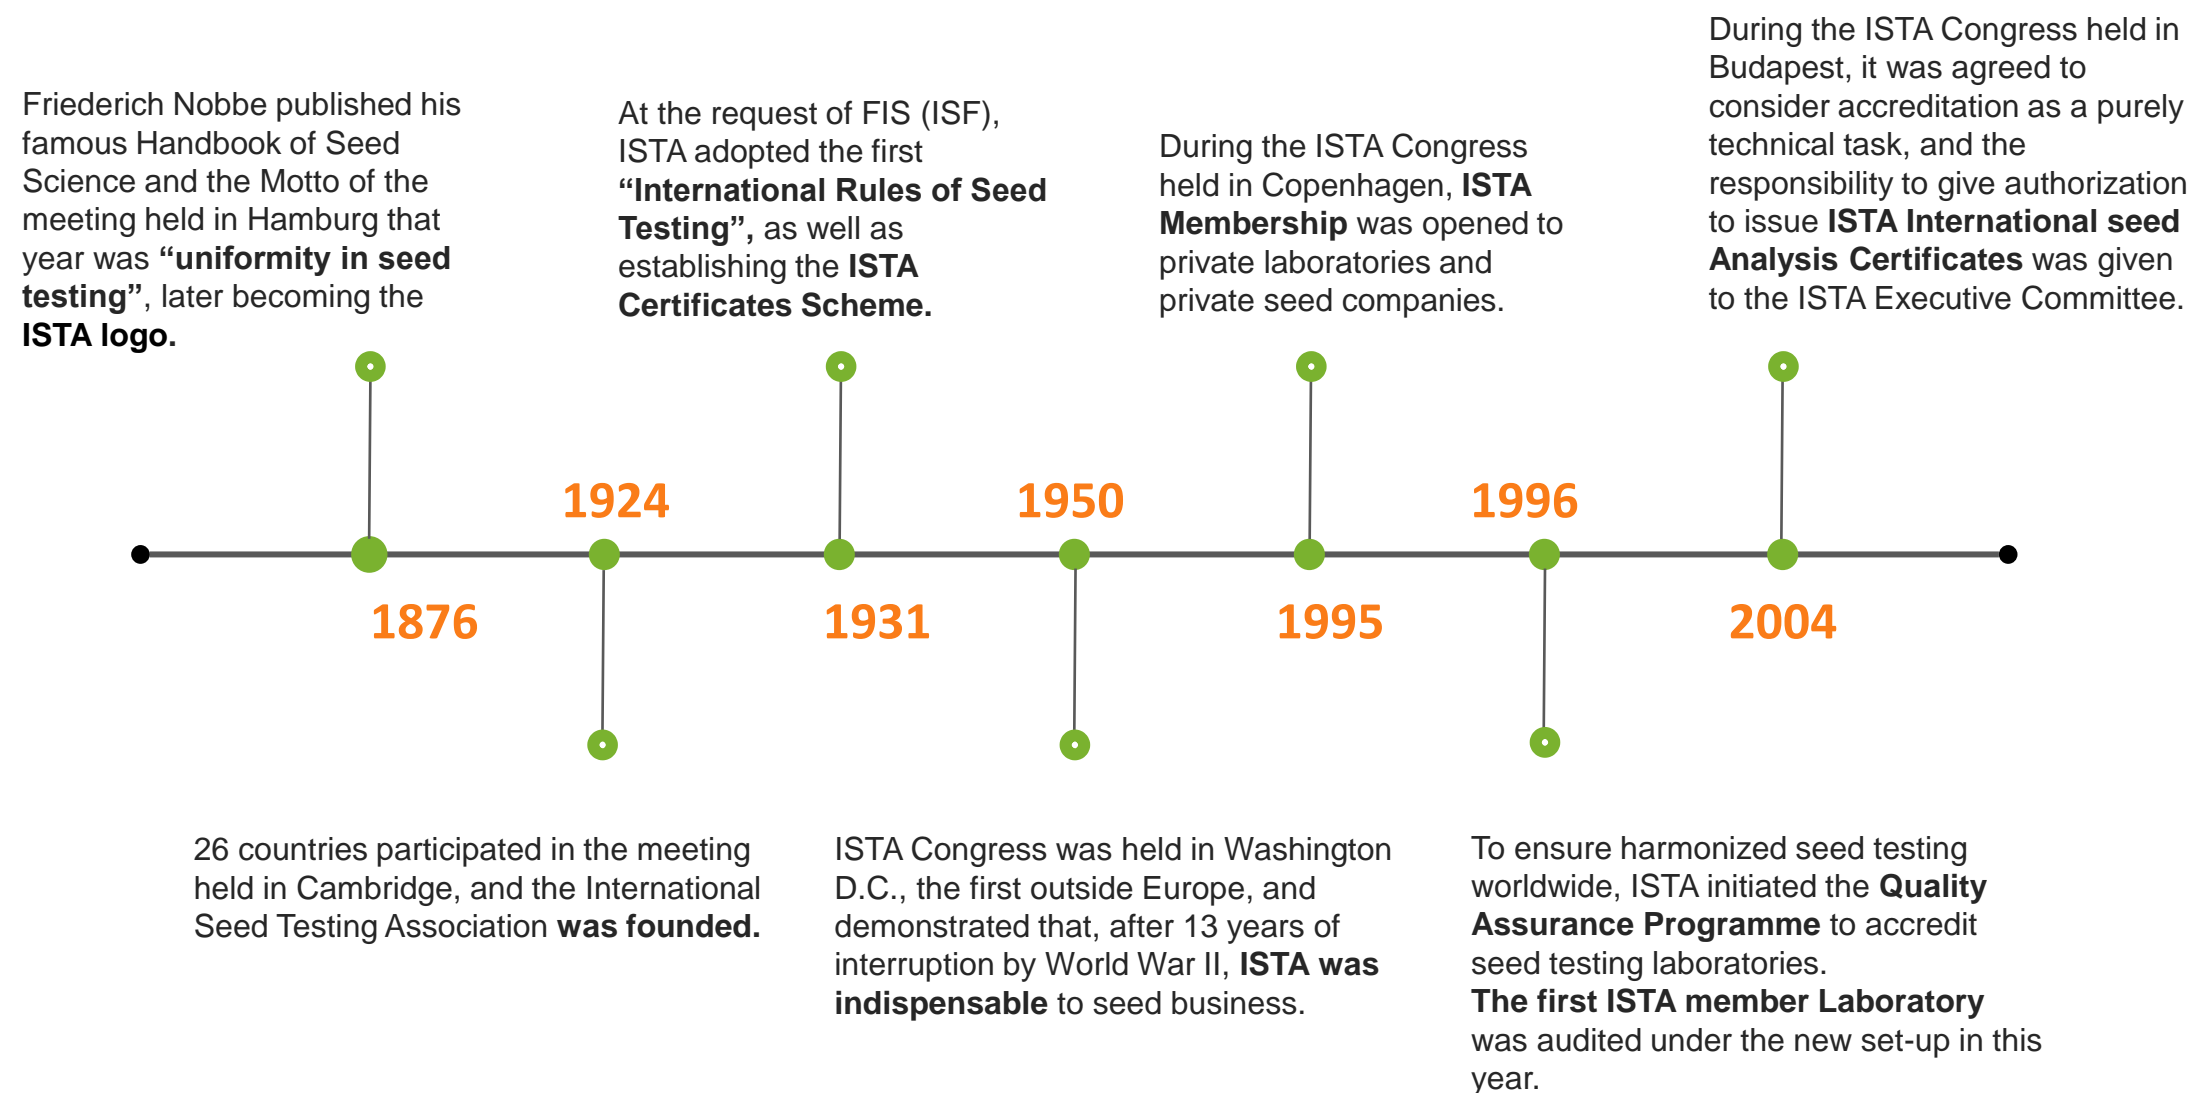 Friederich Nobbe published his
famous Handbook of Seed
Science and the Motto of the
meeting held in Hamburg that
year was “uniformity in seed
testing”, later becoming the
ISTA logo.
At the request of FIS (ISF),
ISTA adopted the first
“International Rules of Seed
Testing”, as well as
establishing the ISTA
Certificates Scheme.
During the ISTA Congress
held in Copenhagen, ISTA
Membership was opened to
private laboratories and
private seed companies.
During the ISTA Congress held in
Budapest, it was agreed to
consider accreditation as a purely
technical task, and the
responsibility to give authorization
to issue ISTA International seed
Analysis Certificates was given
to the ISTA Executive Committee.
1924
1950
1996
1876
1931
1995
2004
26 countries participated in the meeting
held in Cambridge, and the International
Seed Testing Association was founded.
ISTA Congress was held in Washington
D.C., the first outside Europe, and
demonstrated that, after 13 years of
interruption by World War II, ISTA was
indispensable to seed business.
To ensure harmonized seed testing
worldwide, ISTA initiated the Quality
Assurance Programme to accredit
seed testing laboratories.
The first ISTA member Laboratory
was audited under the new set-up in this
year.